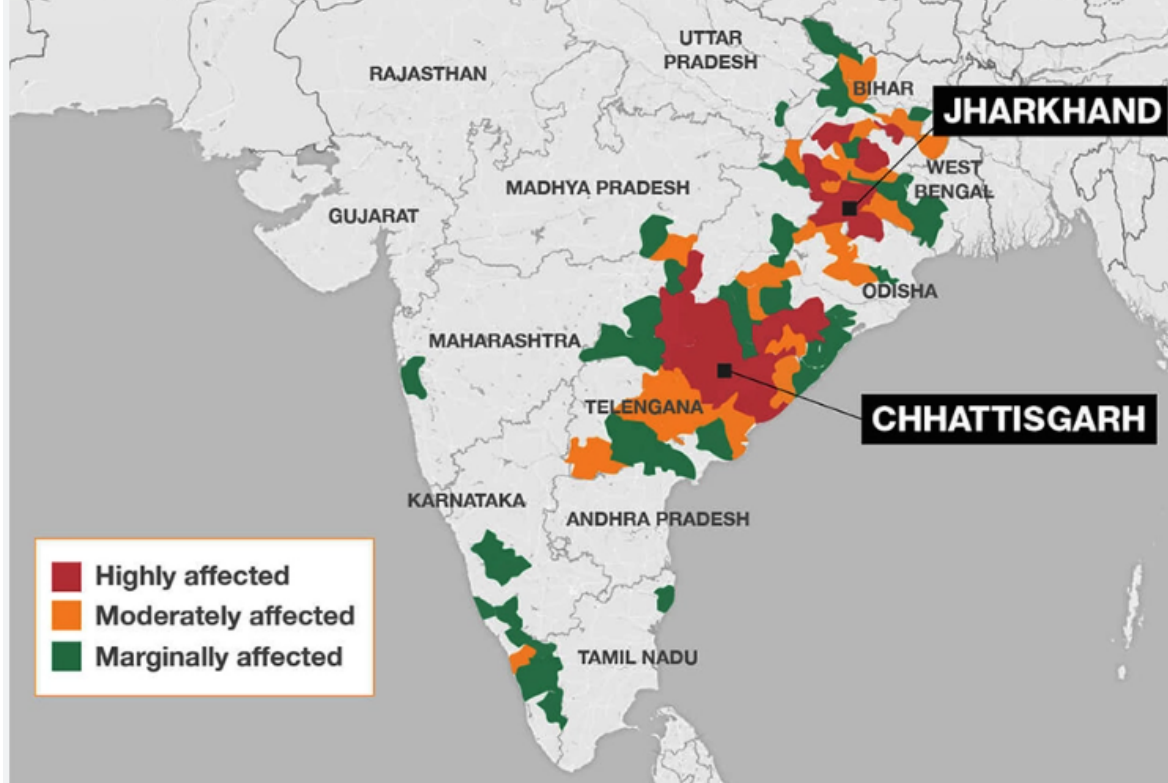 UTTAR
PRADESH
RAJASTHAN
BIHAR
JHARKHAND
WEST
BENGAL
MADHYA PRADESH
GUJARAT
ODISHA
MAHARASHTRA
TELENGANA
CHHATTISGARH
KARNATAKA
ANDHRA PRADESH
Highly affected
Moderately affected
Marginally affected
TAMIL NADU